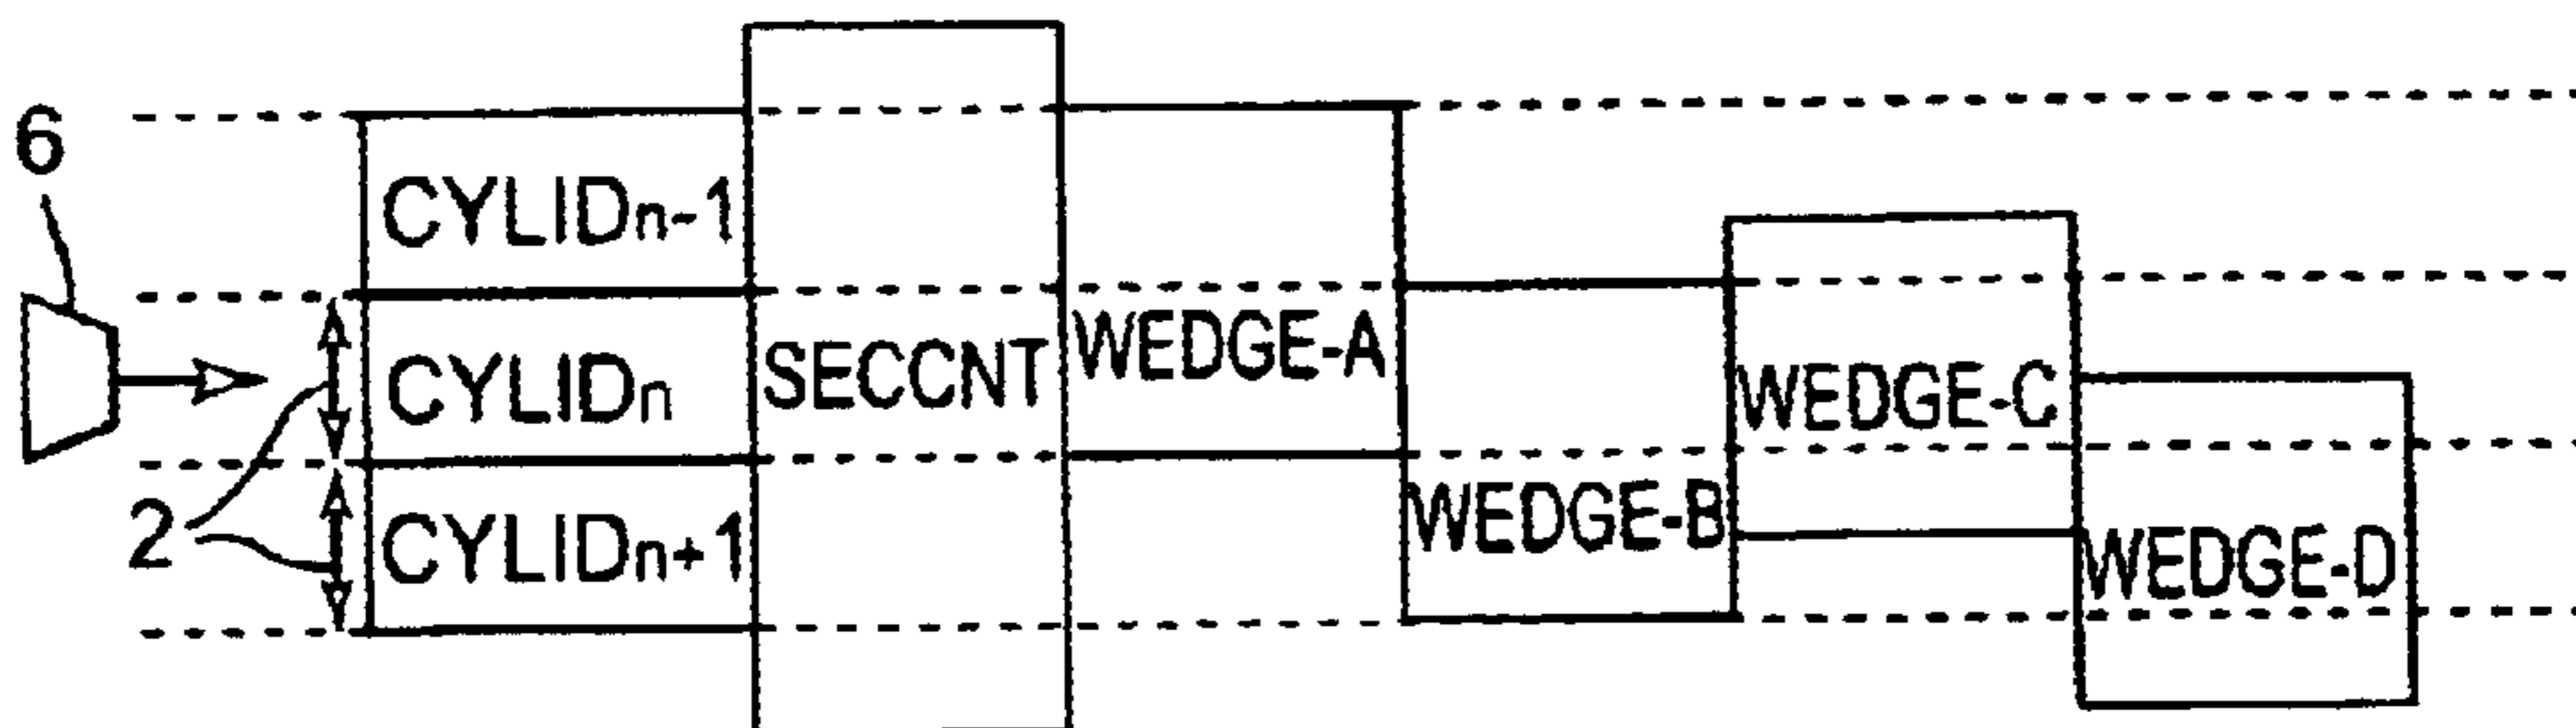 6
CYLIDn-1
CYLIDn
SECCNT
WEDGE-A
WEDGE-C
2
CYLIDn+1
WEDGE-B
WEDGE-D